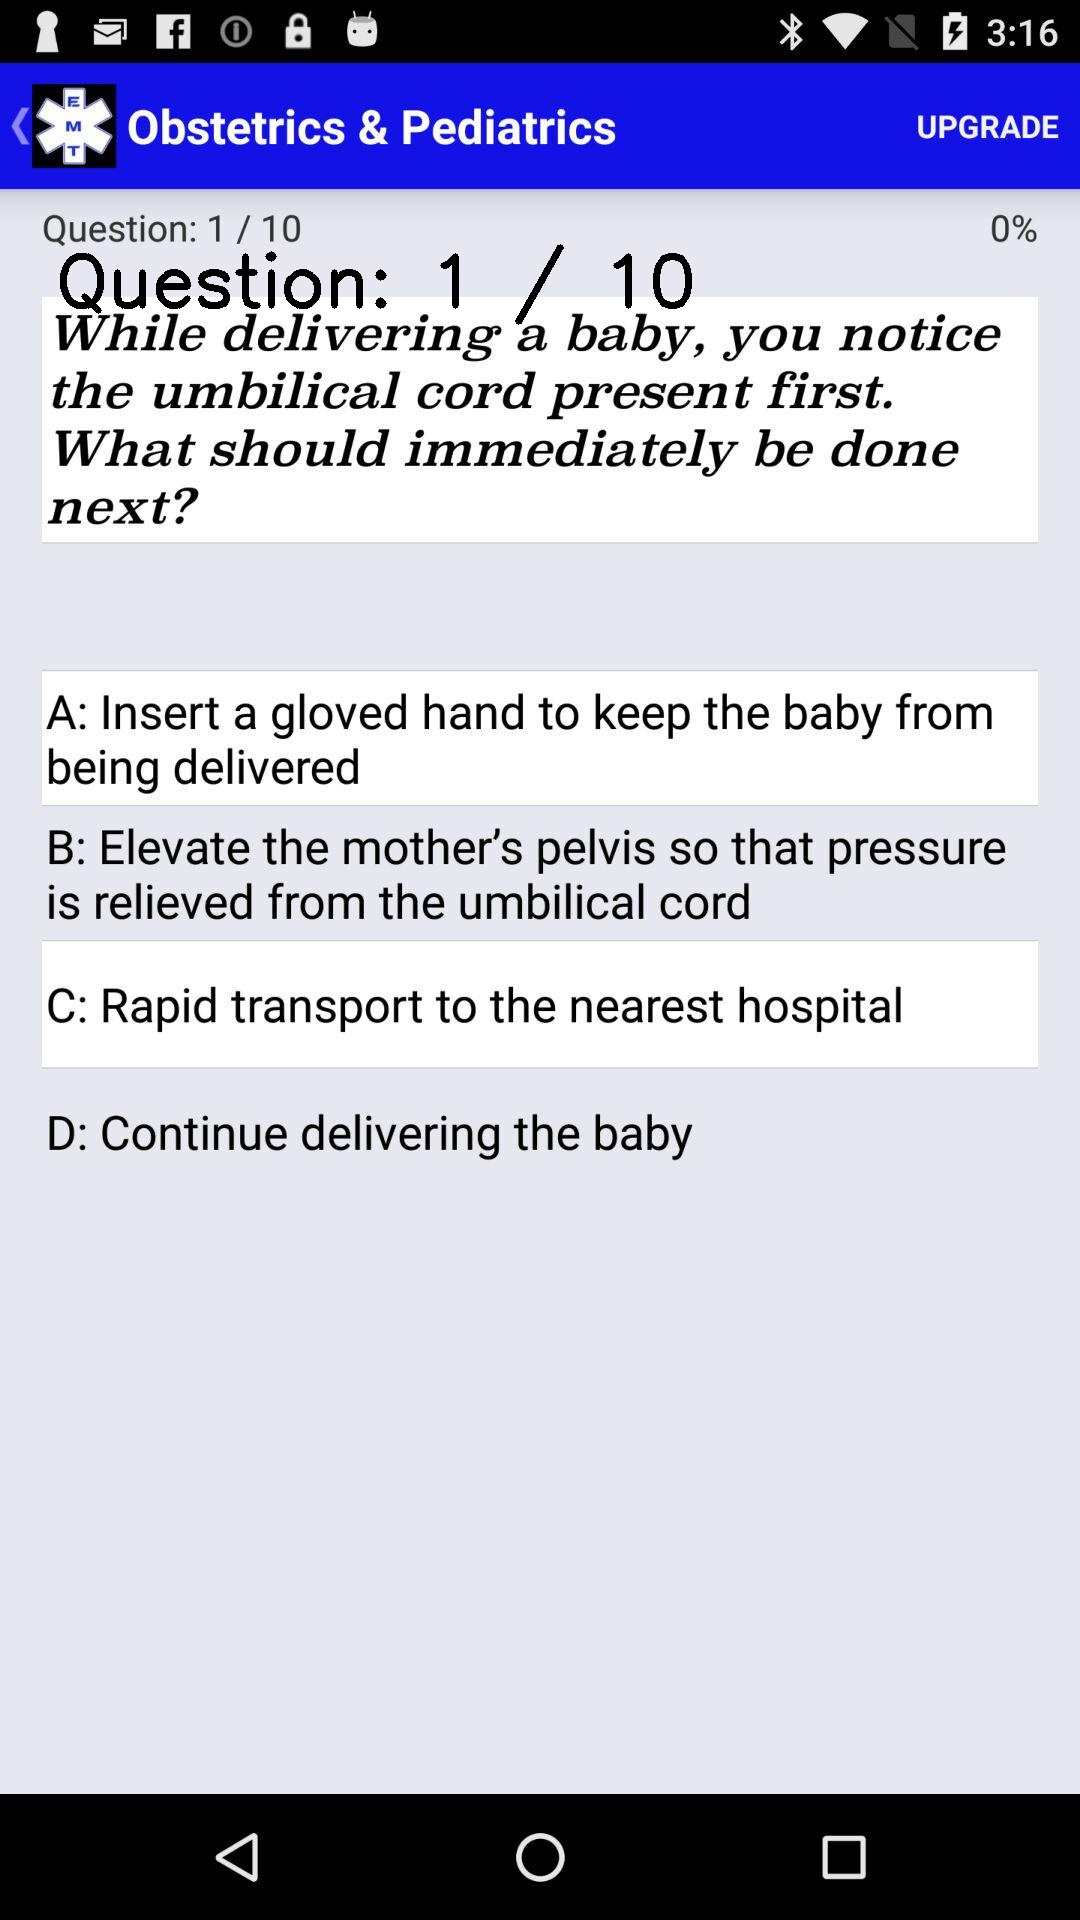 3:16
E
M
T
Obstetrics & Pediatrics
UPGRADE
Question: 1 / 10
0%
Question: 1 / 10
While delivering a baby, you notice
the umbilical cord present first.
What should immediately be done
next?
A: Insert a gloved hand to keep the baby from
being delivered
B: Elevate the mother’s pelvis so that pressure
is relieved from the umbilical cord
C: Rapid transport to the nearest hospital
D: Continue delivering the baby